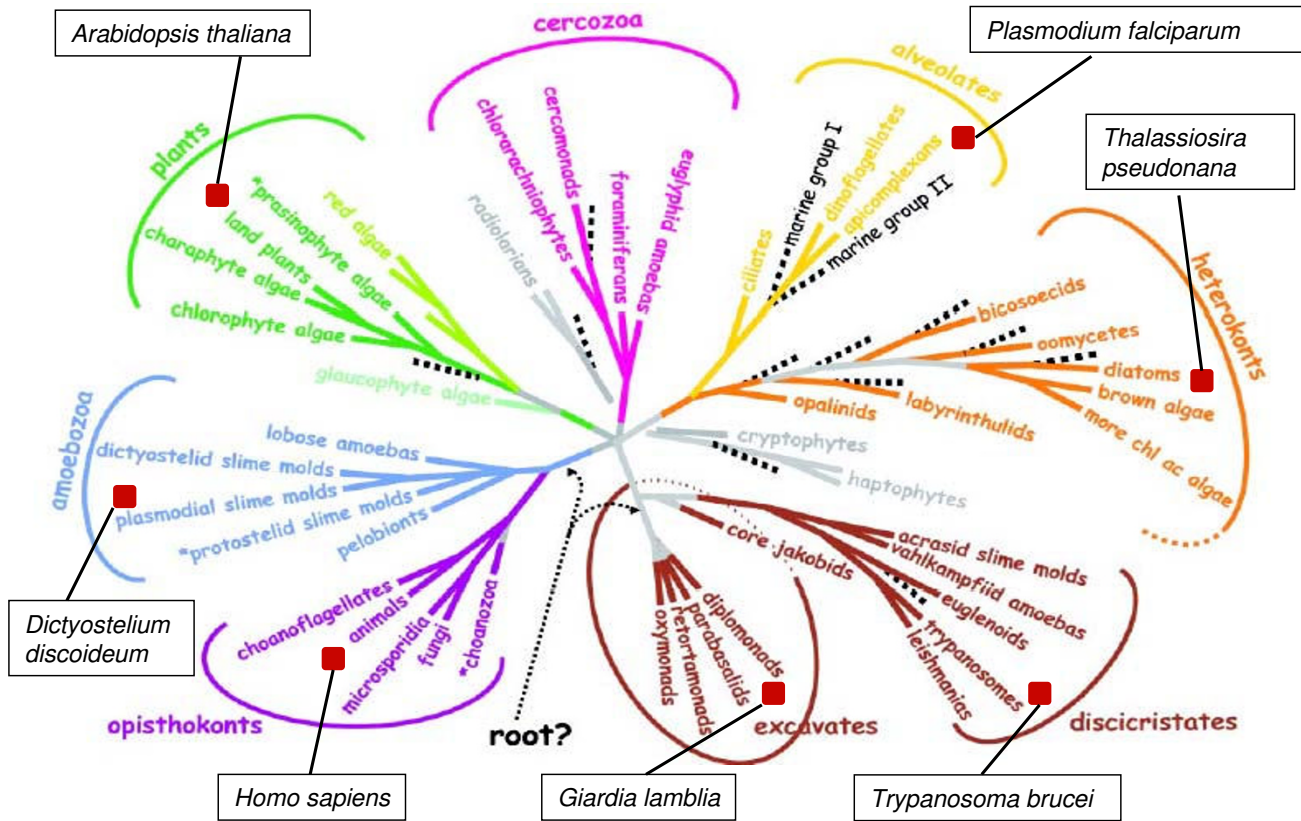 Arabidopsis thaliana
cercozoa
Plasmodium falciparum
alveolates
Thalassiosira
pseudonana
plants
*prasinophyte algae
land plants
charaphyte algae
chlorophyte algae
red algae
glaucophyte algae
radiolarians
chlorarachniophytes
cercomonads
foraminiferans
euglyphid amoebas
ciliates
marine group I
dinoflagellates
apicomplexans
marine group II
heterokonts
bicosoecids
oomycetes
diatoms
brown algae
more chl ac algae
labyrinthulids
opalinids
cryptophytes
haptophytes
amoebozoa
lobose amoebas
dictyostelid slime molds
plasmodial slime molds
*protostelid slime molds
pelobionts
Dictyostelium
discoideum
choanoflagellates
animals
microsporidia
fungi
*choanozoa
opisthokonts
root?
core jakobids
diplomonads
parabasalids
retortamonads
oxymonads
excavates
acrasid slime molds
vahlkampfiid amoebas
euglenoids
trypanosomes
leishmanias
discicristates
Homo sapiens
Giardia lamblia
Trypanosoma brucei